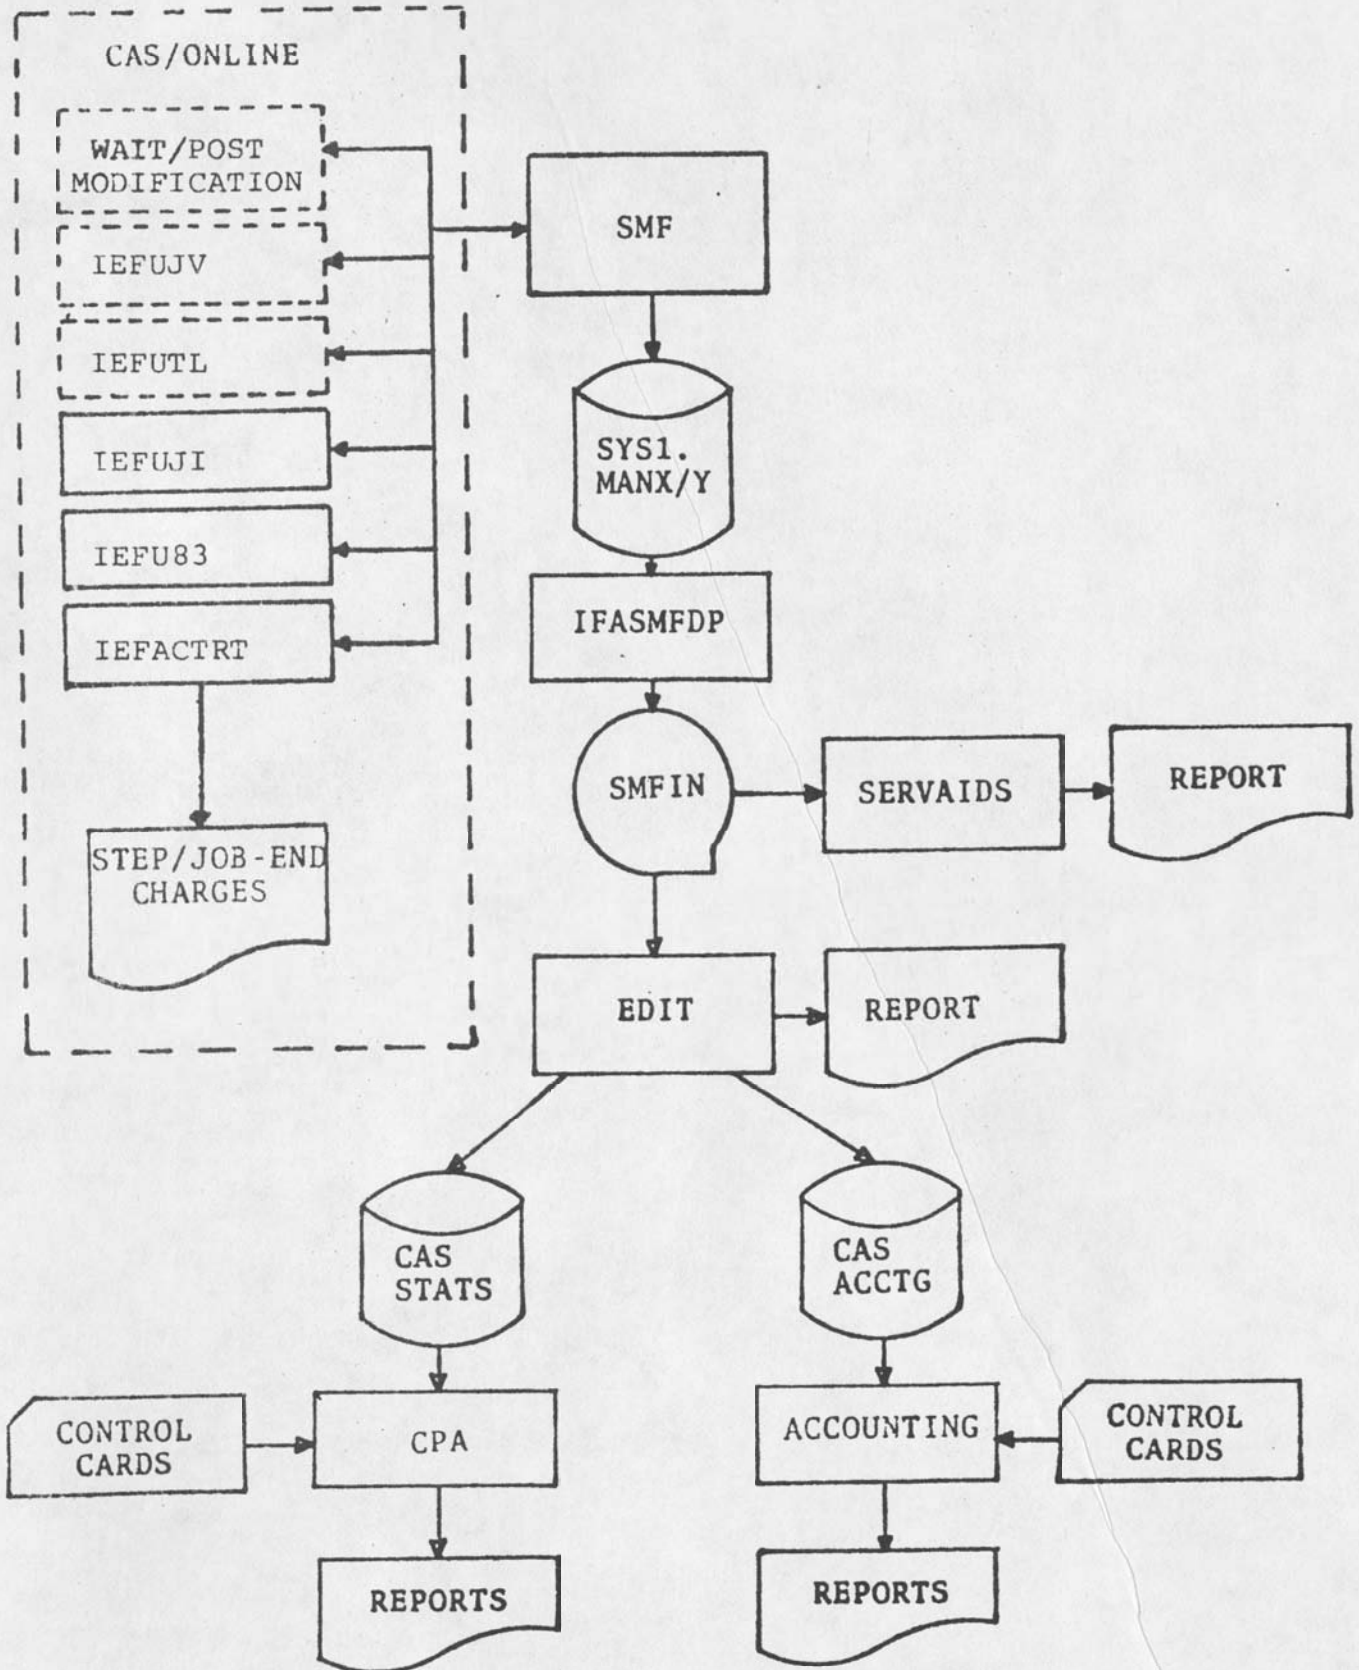 CAS/ONLINE
WAIT/POST
MODIFICATION
IEFUJV
IEFUTL
IEFUJI
IEFU83
IEFACTRT
STEP/JOB-END
CHARGES
SMF
SYS1.
MANX/Y
IFASMFDP
SMFIN
SERVAIDS
REPORT
EDIT
REPORT
CAS
STATS
CAS
ACCTG
CONTROL
CARDS
CPA
ACCOUNTING
CONTROL
CARDS
REPORTS
REPORTS